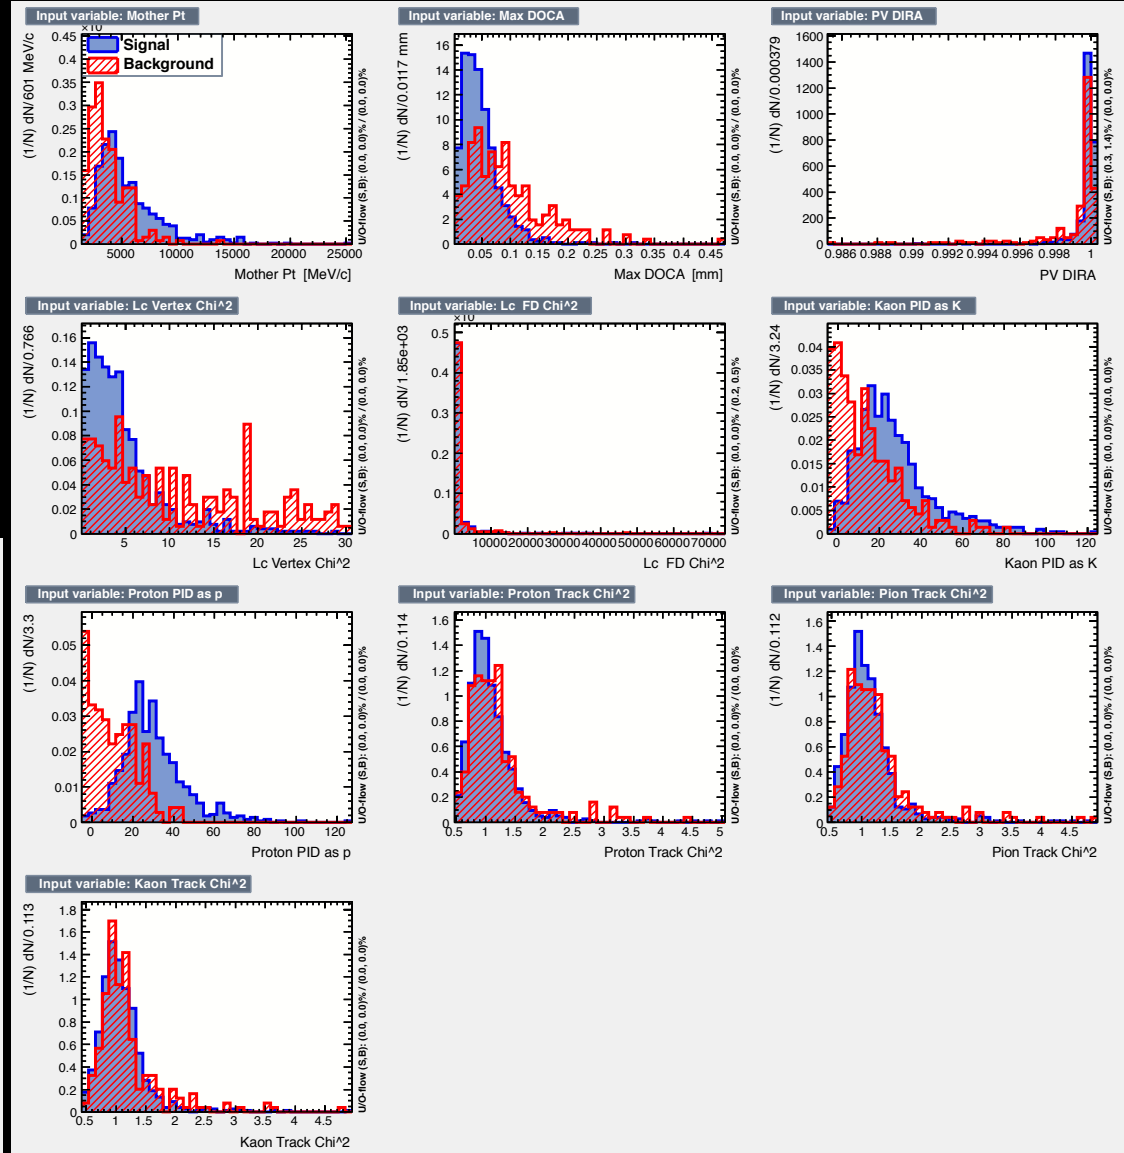 Input variable: Mother Pt
×10
(1/N) dN/601 MeV/c
0.45
0.4
0.35
0.3
0.25
0.2
0.15
0.1
0.05
0
Signal
Background
5000 10000 15000 20000 25000
Mother Pt [MeV/c]
U/O-flow (S,B): (0.0, 0.0)% / (0.0, 0.0)%
Input variable: Max DOCA
(1/N) dN/0.0117 mm
16
14
12
10
8
6
4
2
0
0.05 0.1 0.15 0.2 0.25 0.3 0.35 0.4 0.45
Max DOCA [mm]
U/O-flow (S,B): (0.0, 0.0)% / (0.0, 0.0)%
Input variable: PV DIRA
(1/N) dN/0.000379
1600
1400
1200
1000
800
600
400
200
0
0.986 0.988 0.99 0.992 0.994 0.996 0.998 1
PV DIRA
U/O-flow (S,B): (0.3, 1.4)% / (0.0, 0.0)%
Input variable: Lc Vertex Chi^2
(1/N) dN/0.766
0.16
0.14
0.12
0.1
0.08
0.06
0.04
0.02
0
5 10 15 20 25 30
Lc Vertex Chi^2
U/O-flow (S,B): (0.0, 0.0)% / (0.0, 0.0)%
Input variable: Lc FD Chi^2
×10
(1/N) dN/1.85e+03
0.5
0.4
0.3
0.2
0.1
0
10000 20000 30000 40000 50000 60000 70000
Lc FD Chi^2
U/O-flow (S,B): (0.0, 0.0)% / (0.2, 0.5)%
Input variable: Kaon PID as K
(1/N) dN/3.24
0.04
0.035
0.03
0.025
0.02
0.015
0.01
0.005
0
0 20 40 60 80 100 120
Kaon PID as K
U/O-flow (S,B): (0.0, 0.0)% / (0.0, 0.0)%
Input variable: Proton PID as p
(1/N) dN/3.3
0.05
0.04
0.03
0.02
0.01
0
0 20 40 60 80 100 120
Proton PID as p
U/O-flow (S,B): (0.0, 0.0)% / (0.0, 0.0)%
Input variable: Proton Track Chi^2
(1/N) dN/0.114
1.6
1.4
1.2
1
0.8
0.6
0.4
0.2
0
0.5 1 1.5 2 2.5 3 3.5 4 4.5 5
Proton Track Chi^2
U/O-flow (S,B): (0.0, 0.0)% / (0.0, 0.0)%
Input variable: Pion Track Chi^2
(1/N) dN/0.112
1.6
1.4
1.2
1
0.8
0.6
0.4
0.2
0
0.5 1 1.5 2 2.5 3 3.5 4 4.5
Pion Track Chi^2
U/O-flow (S,B): (0.0, 0.0)% / (0.0, 0.0)%
Input variable: Kaon Track Chi^2
(1/N) dN/0.113
1.8
1.6
1.4
1.2
1
0.8
0.6
0.4
0.2
0
0.5 1 1.5 2 2.5 3 3.5 4 4.5
Kaon Track Chi^2
U/O-flow (S,B): (0.0, 0.0)% / (0.0, 0.0)%